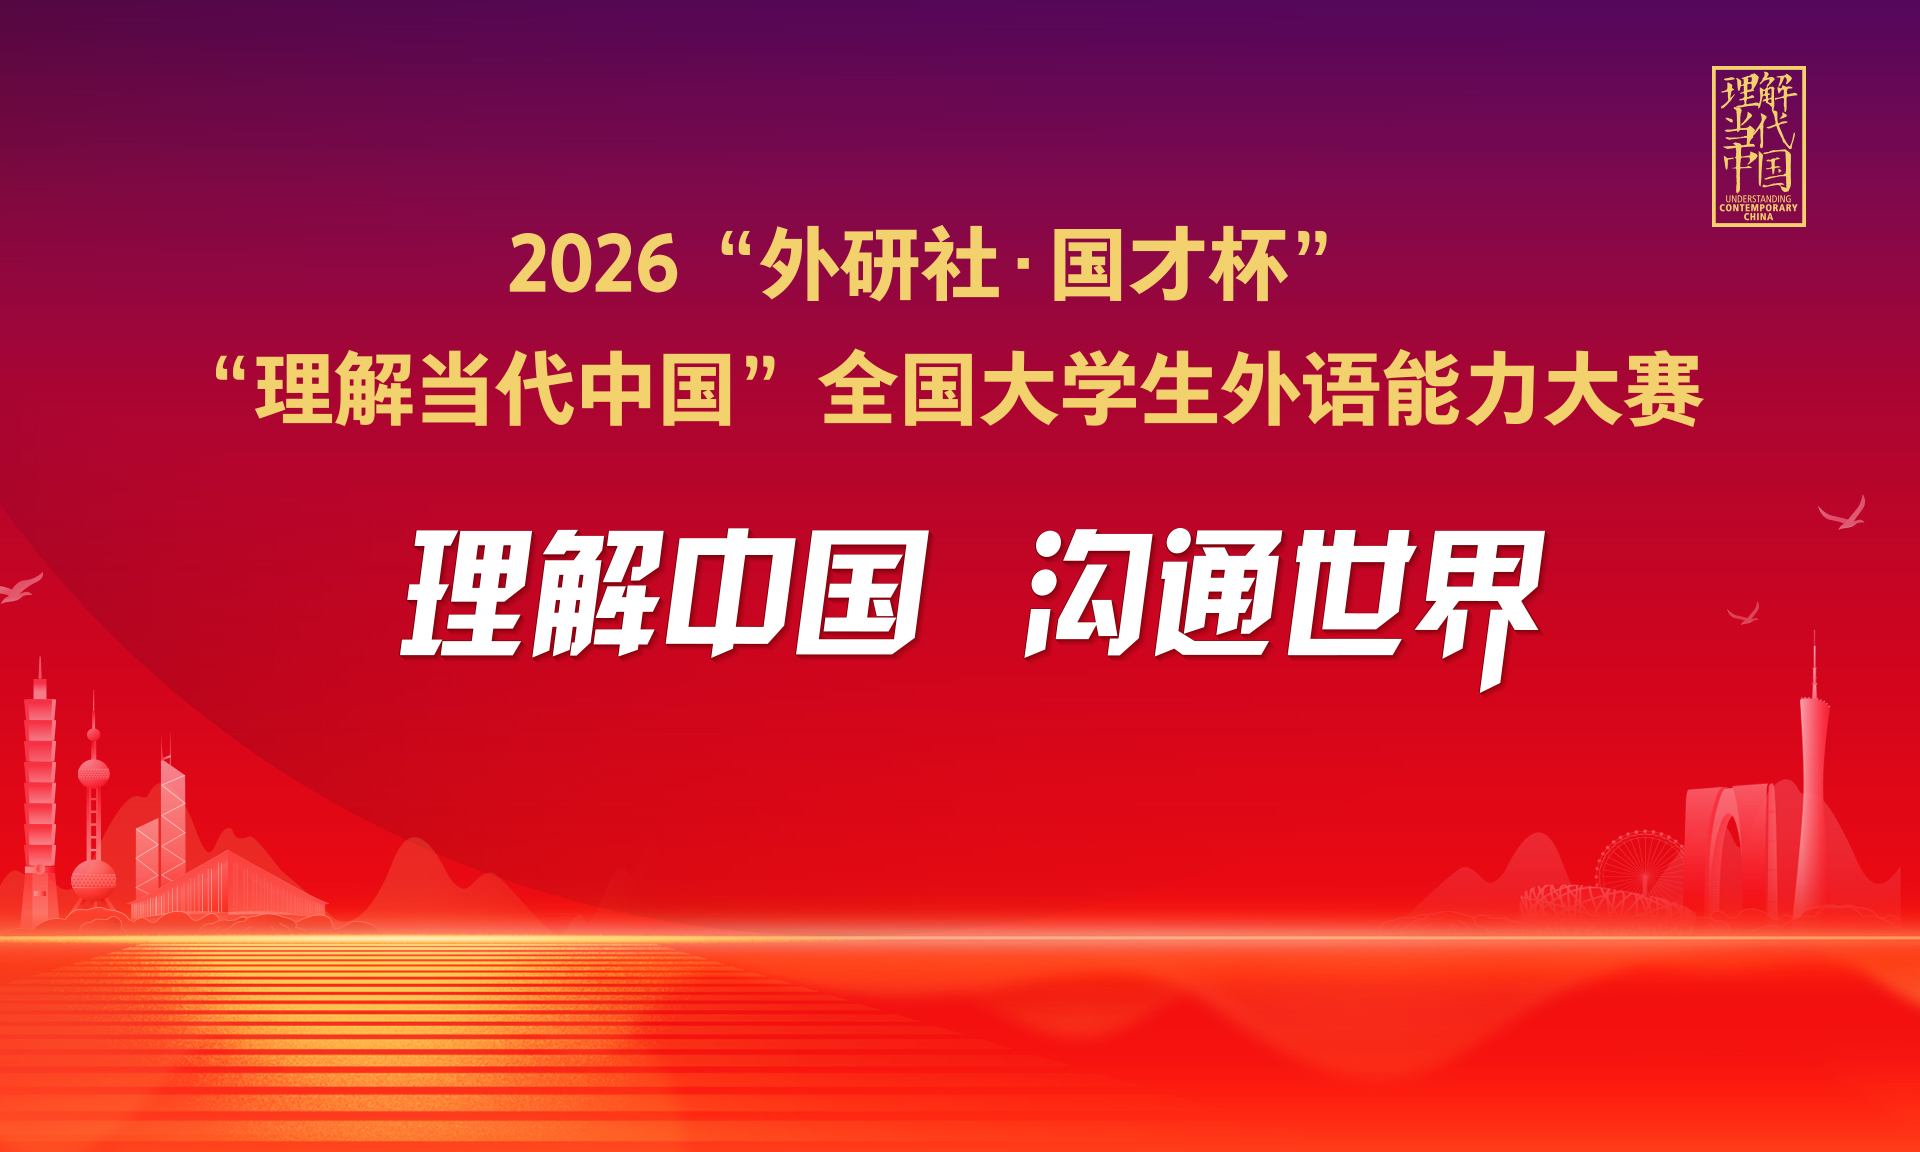 理解
当代
中国
UNDERSTANDING
CONTEMPORARY
CHINA
2026 “外研社·国才杯”
“理解当代中国” 全国大学生外语能力大赛
理解中国 沟通世界